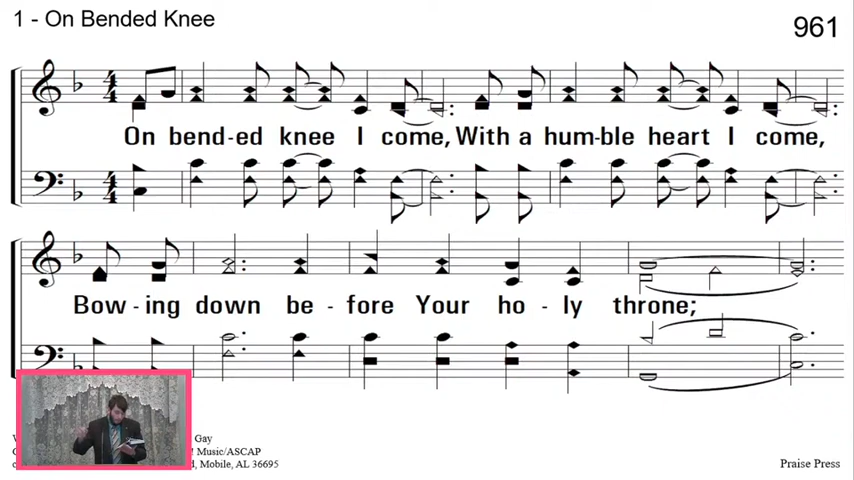 1 - On Bended Knee
961
On bend-ed knee I come, With a hum-ble heart I come,
Bow - ing down be - fore Your ho - ly throne;
Gay
Music/ASCAP
Mobile, AL 36695
Praise Press